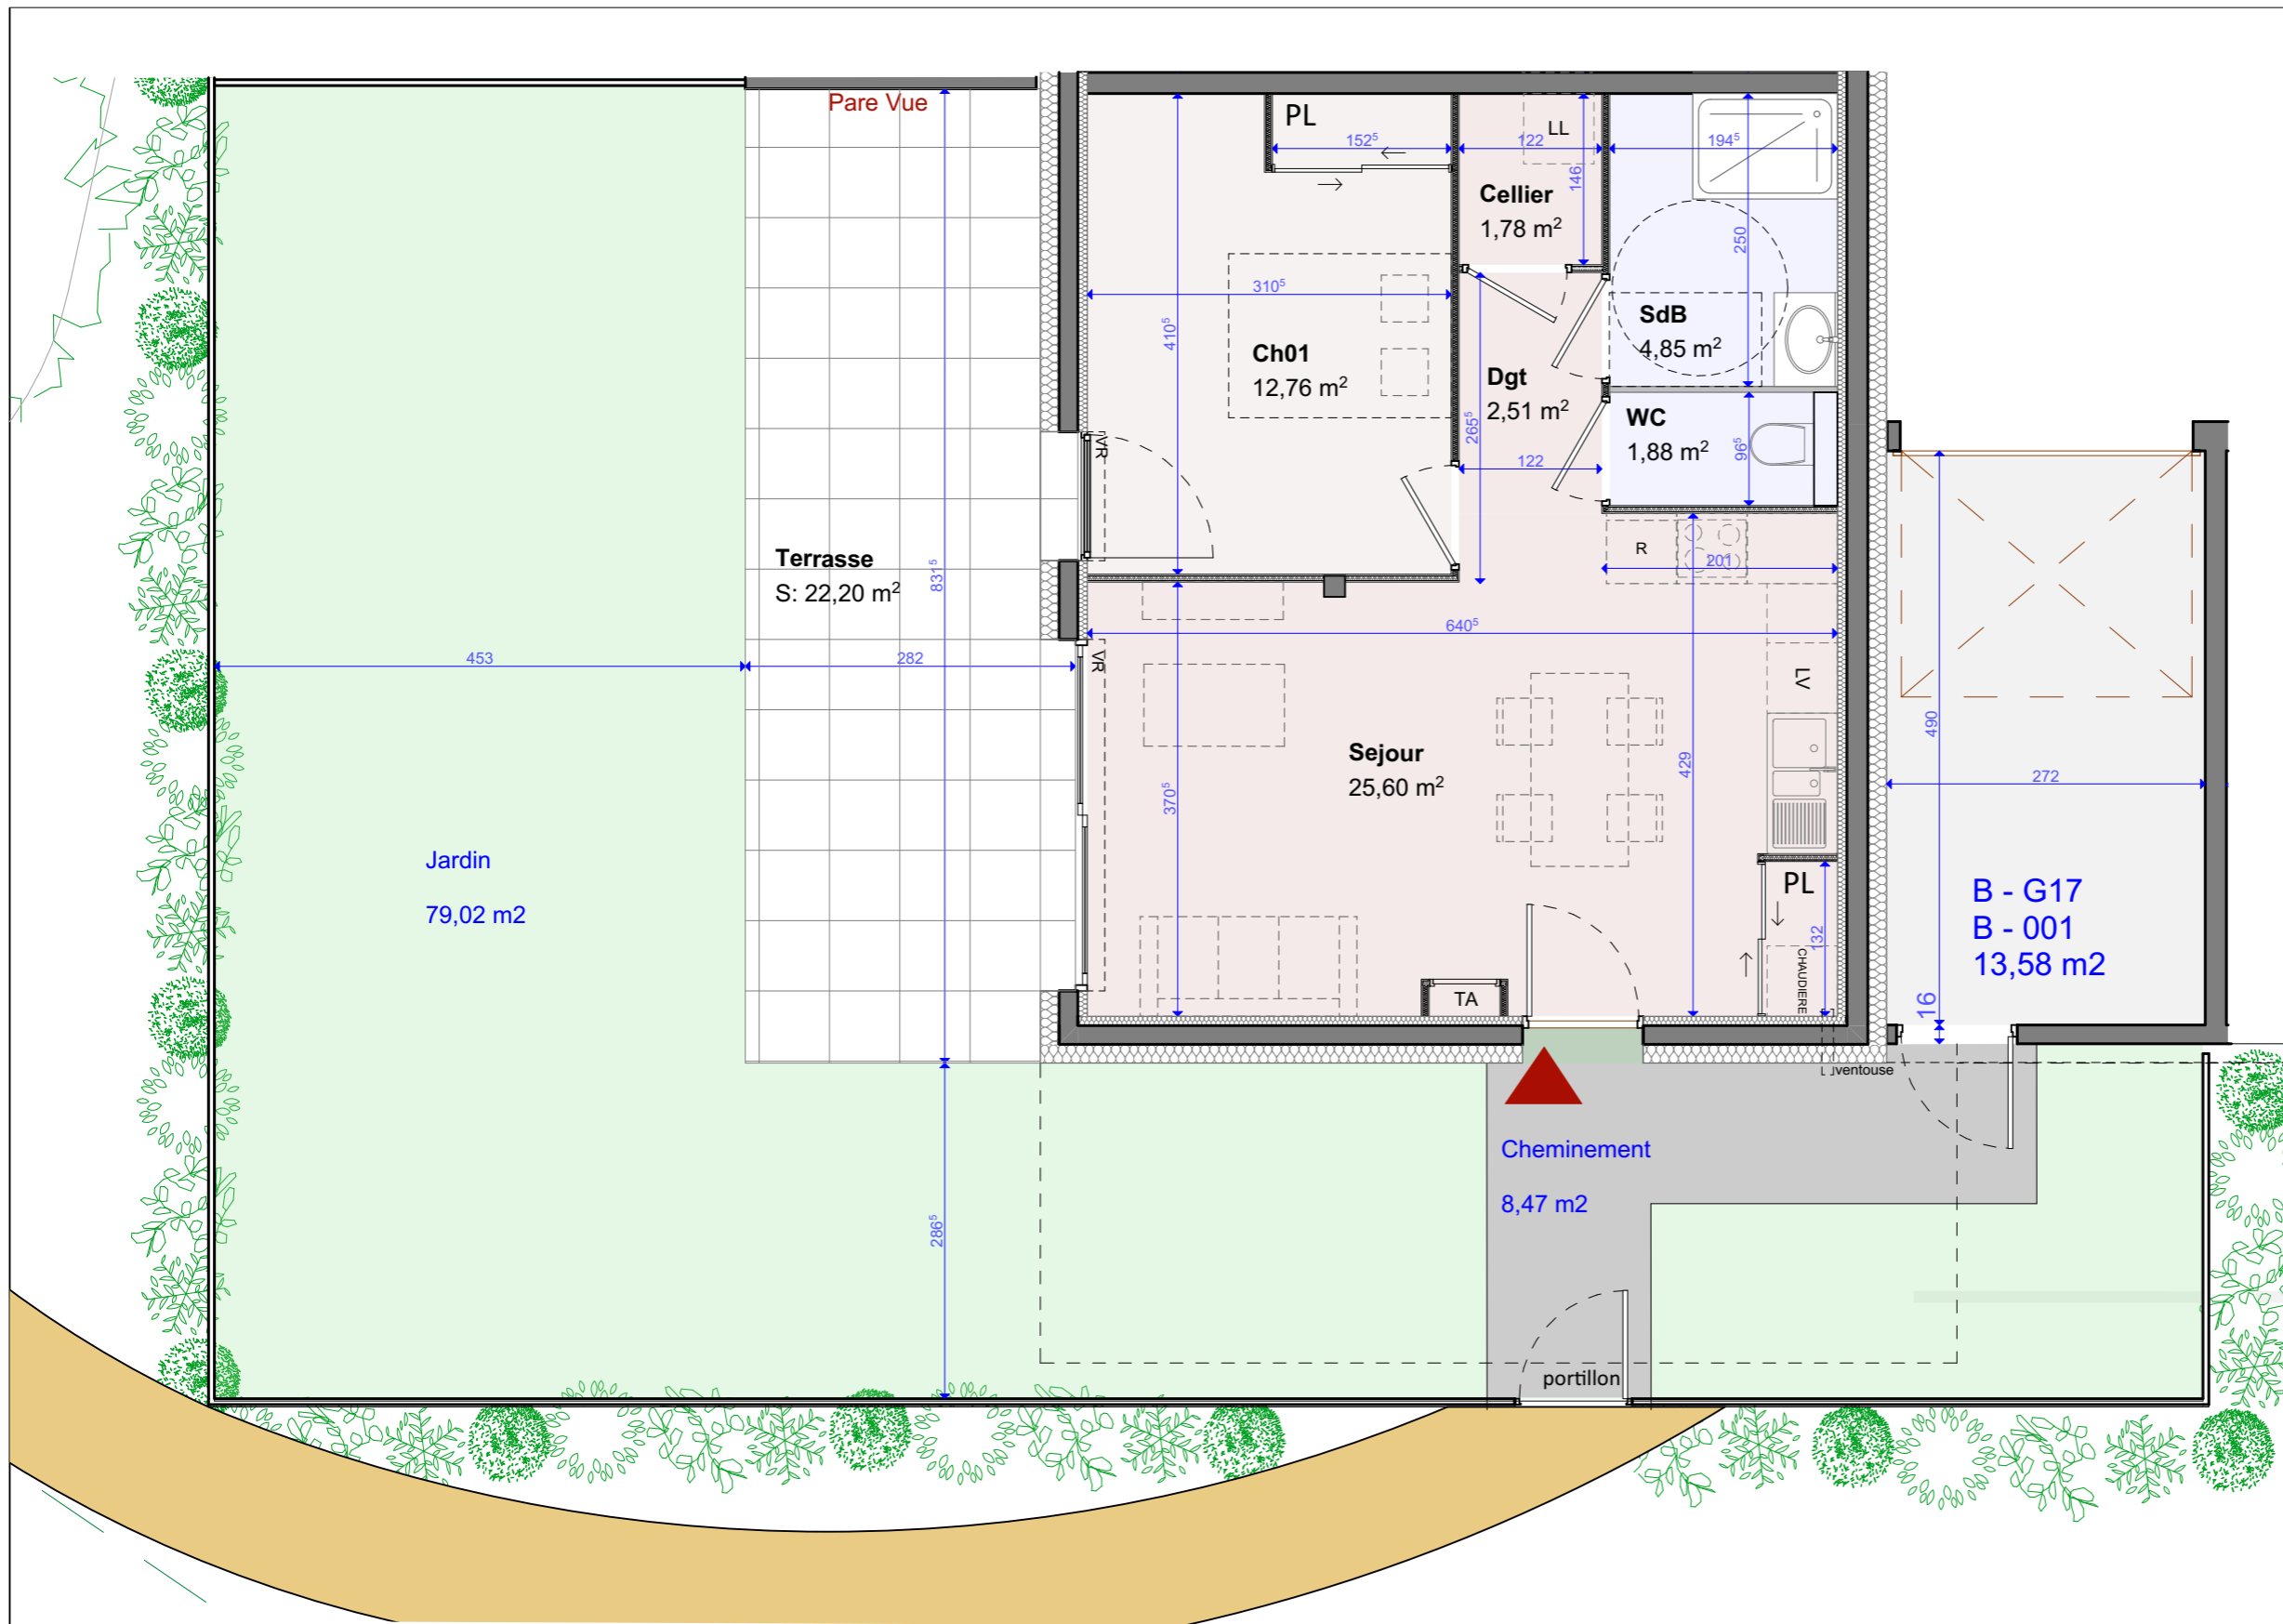 Pare Vue
PL
152⁵
122
LL
194⁵
146
Cellier
1,78 m²
250
310⁵
410⁵
SdB
4,85 m²
Ch01
12,76 m²
Dgt
2,51 m²
265⁵
122
WC
1,88 m²
96⁵
VR
R
201
Terrasse
S: 22,20 m²
831⁵
640⁵
453
282
VR
LV
490
Sejour
25,60 m²
429
370⁵
272
Jardin
79,02 m2
PL
132
CHAUDIERE
TA
B - G17
B - 001
13,58 m2
16
ventouse
Cheminement
8,47 m2
286⁵
portillon